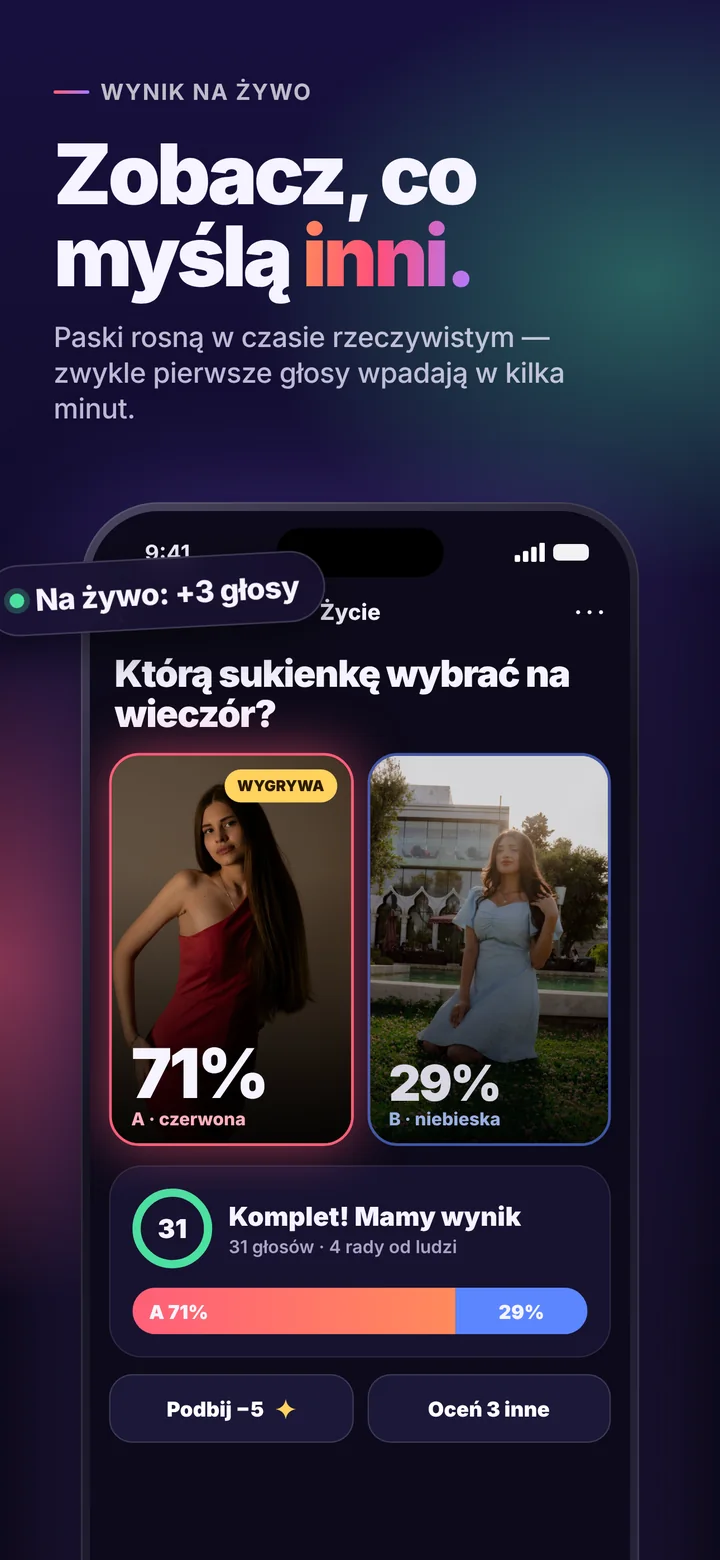 WYNIK NA ŻYWO
Zobacz, co
myślą inni.
Paski rosną w czasie rzeczywistym —
zwykle pierwsze głosy wpadają w kilka
minut.
9:41
Na żywo: +3 głosy
Życie
Którą sukienkę wybrać na
wieczór?
WYGRYWA
71%
A · czerwona
29%
B · niebieska
31
Komplet! Mamy wynik
31 głosów · 4 rady od ludzi
A 71%
29%
Podbij −5 ✦
Oceń 3 inne